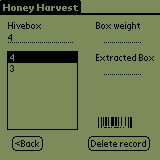 Honey Harvest
Hivebox
4
4
3
Box weight
Extracted Box
<Back
Delete record